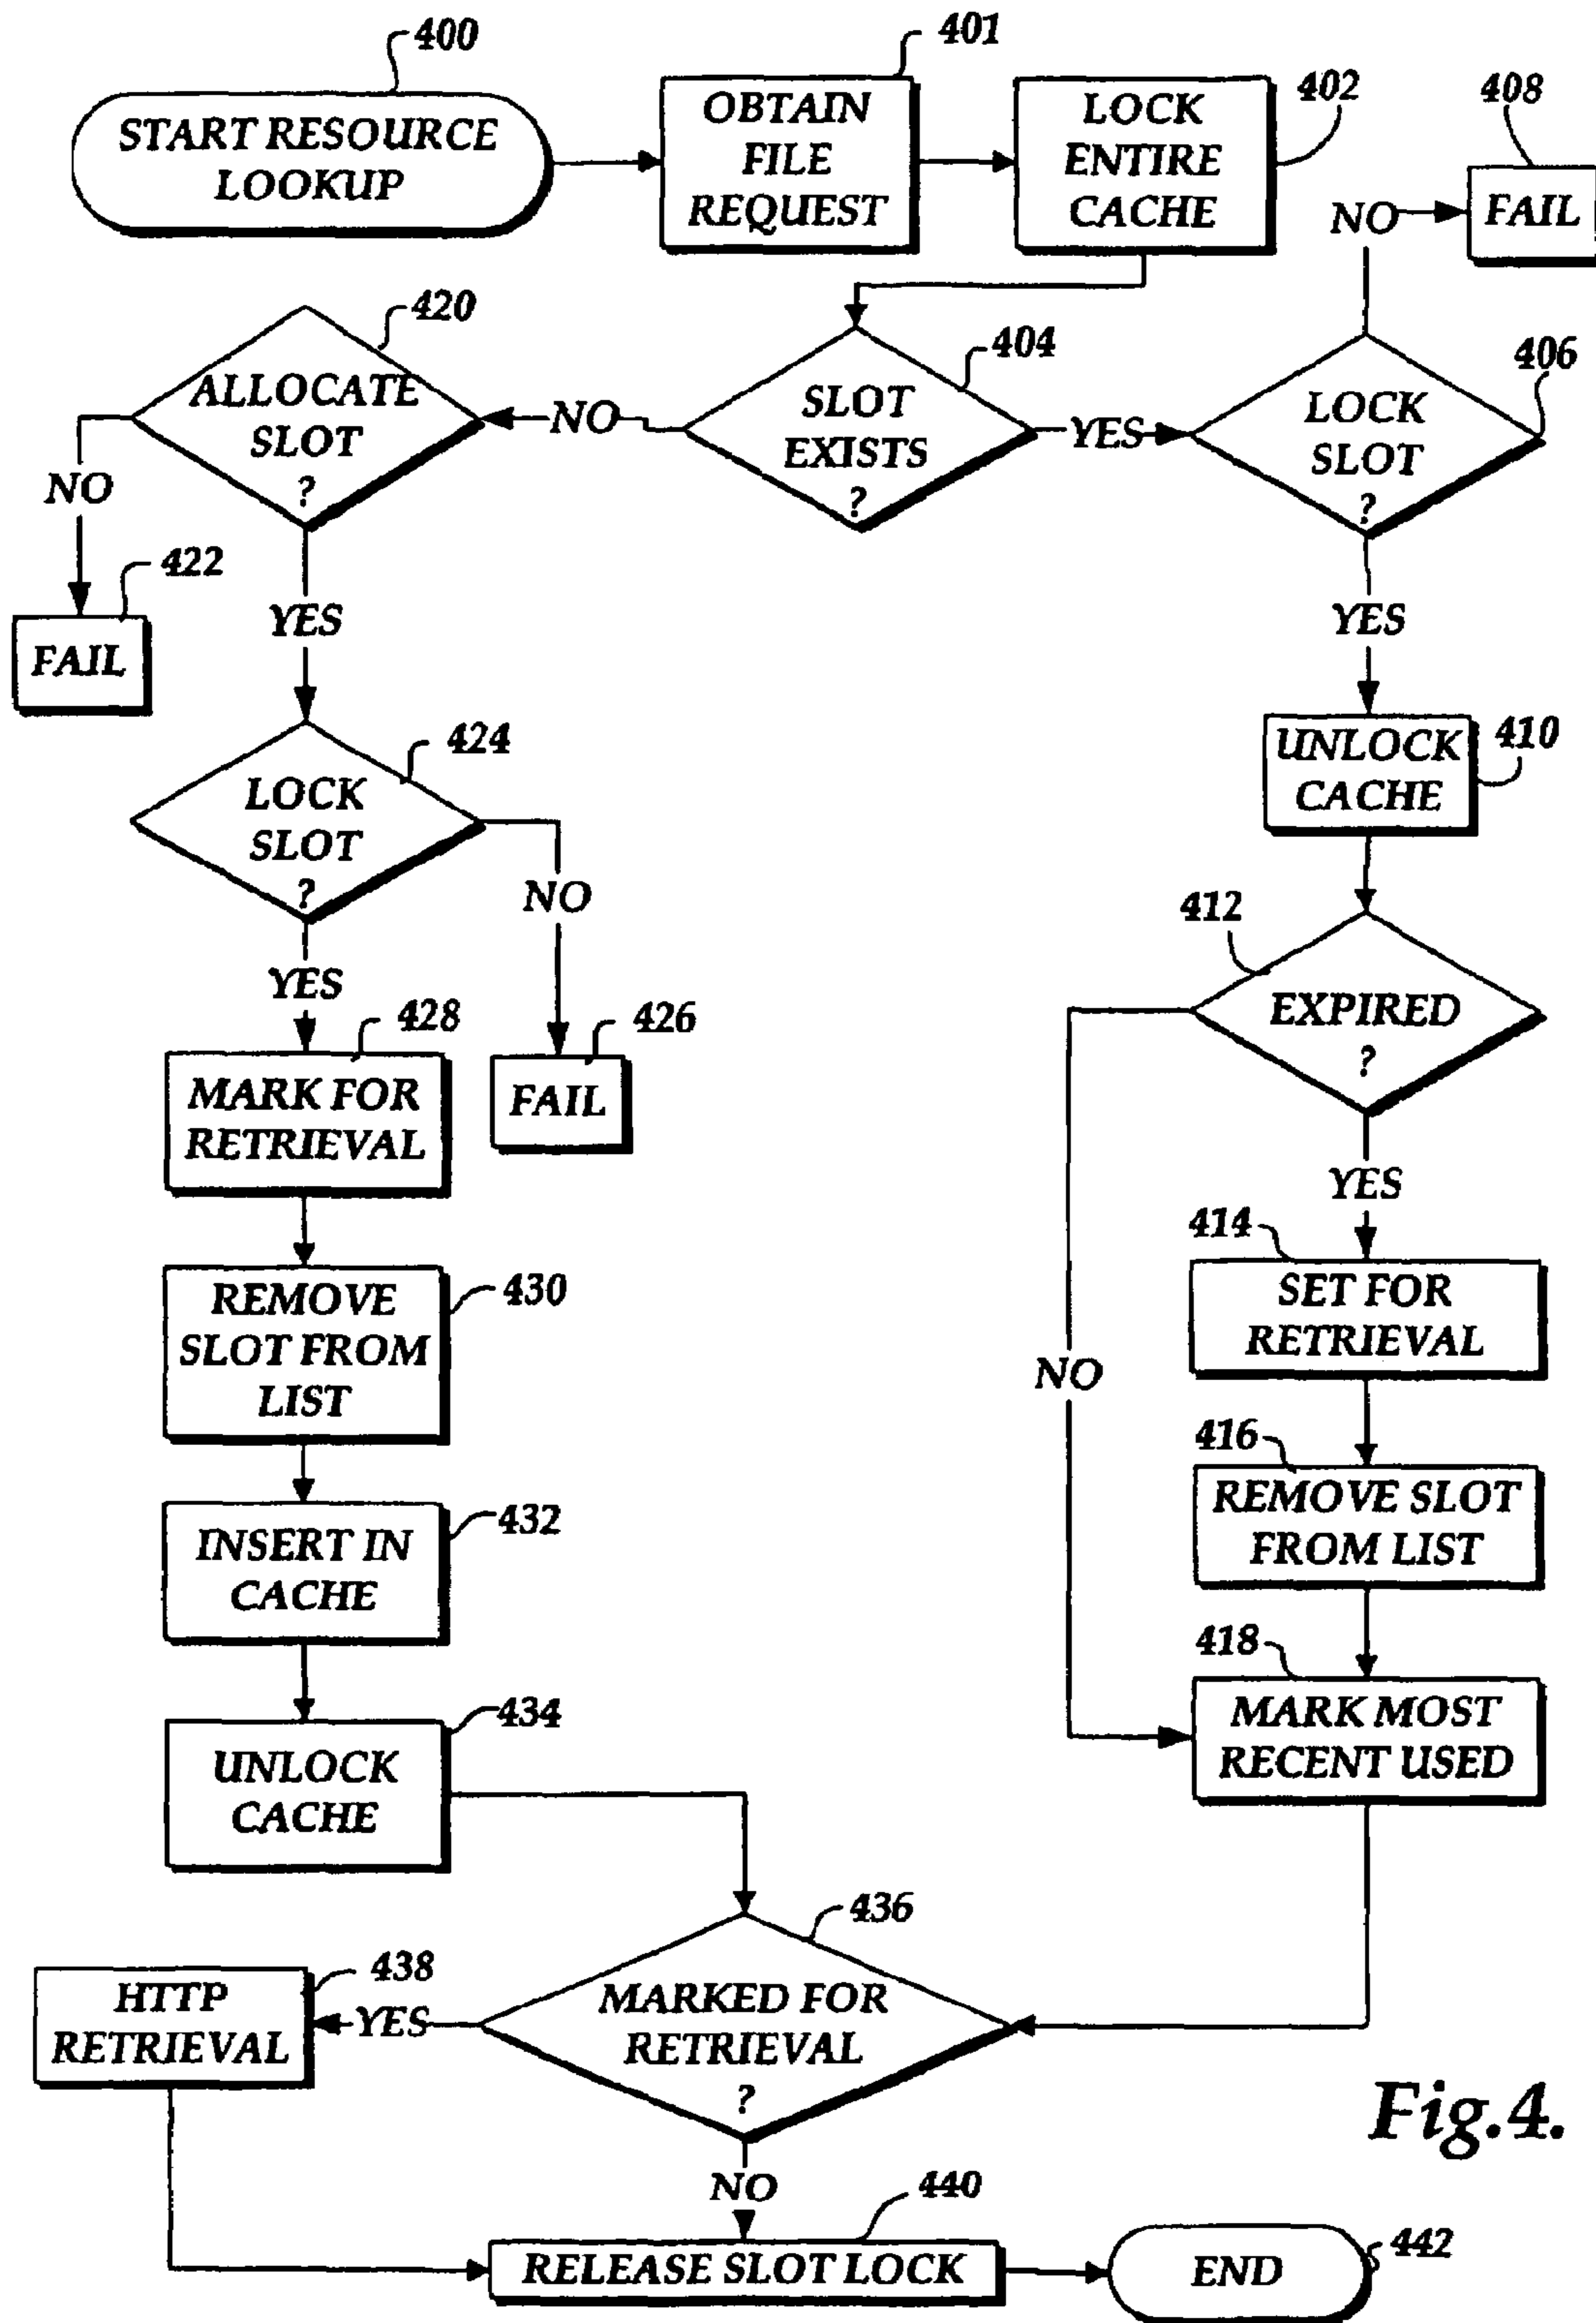 400
START RESOURCE
LOOKUP
401
OBTAIN
FILE
REQUEST
402
LOCK
ENTIRE
CACHE
408
FAIL
NO
420
ALLOCATE
SLOT
?
NO
404
SLOT
EXISTS
?
YES
406
LOCK
SLOT
?
NO
422
FAIL
YES
YES
424
LOCK
SLOT
?
NO
410
UNLOCK
CACHE
412
EXPIRED
?
YES
428
MARK FOR
RETRIEVAL
426
FAIL
YES
414
SET FOR
RETRIEVAL
430
REMOVE
SLOT FROM
LIST
NO
416
REMOVE SLOT
FROM LIST
432
INSERT IN
CACHE
418
MARK MOST
RECENT USED
434
UNLOCK
CACHE
436
MARKED FOR
RETRIEVAL
?
YES
438
HTTP
RETRIEVAL
NO
440
RELEASE SLOT LOCK
442
END
Fig.4.